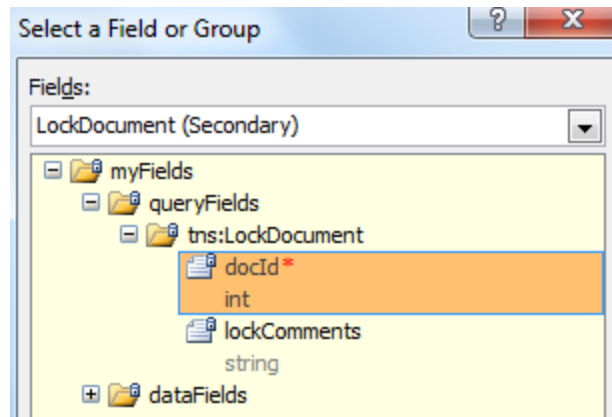 Select a Field or Group
Fields:
LockDocument (Secondary)
myFields
queryFields
tns:LockDocument
docId*
int
lockComments
string
dataFields